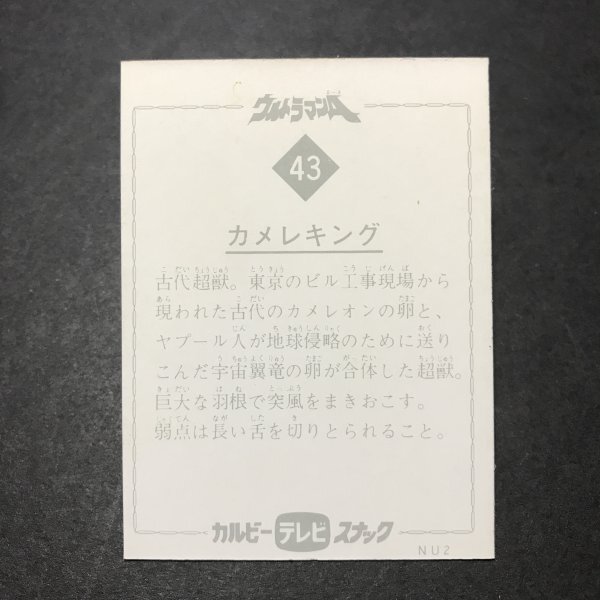 ウルトラマンA
43
カメレキング
古代超獣。東京のビル工事現場から
現われた古代のカメレオンの卵と、
ヤプール人が地球侵略のために送り
こんだ宇宙翼竜の卵が合体した超獣。
巨大な羽根で突風をまきおこす。
弱点は長い舌を切りとられること。
カルビー テレビ スナック
NU2